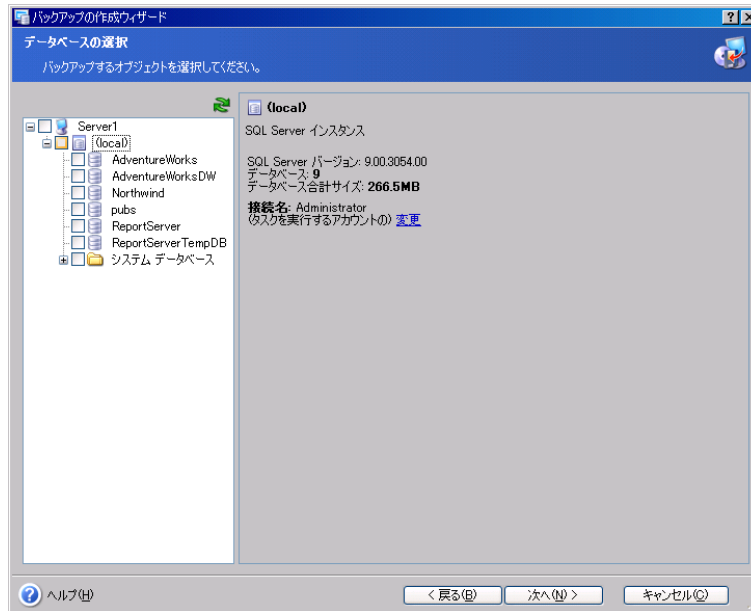 バックアップの作成ウィザード
データベースの選択
バックアップするオブジェクトを選択してください。
Server1
(local)
AdventureWorks
AdventureWorksDW
Northwind
pubs
ReportServer
ReportServerTempDB
システム データベース
(local)
SQL Server インスタンス
SQL Server バージョン: 9.00.3054.00
データベース: 9
データベース合計サイズ: 266.5MB
接続名: Administrator
(タスクを実行するアカウントの) 変更
ヘルプ(H)
< 戻る(B)
次へ(N) >
キャンセル(C)